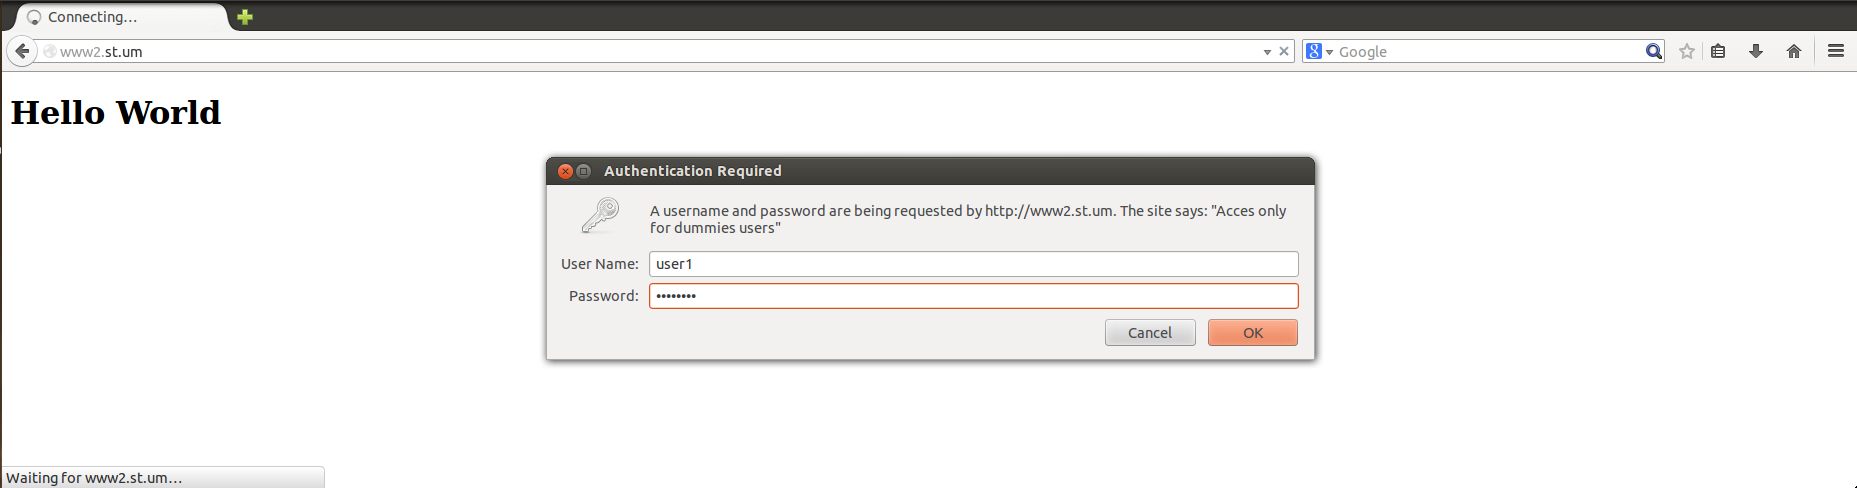 Connecting…
www2.st.um
Google
Hello World
Authentication Required
A username and password are being requested by http://www2.st.um. The site says: "Acces only
for dummies users"
User Name: user1
Password: ••••••••
Cancel OK
Waiting for www2.st.um…